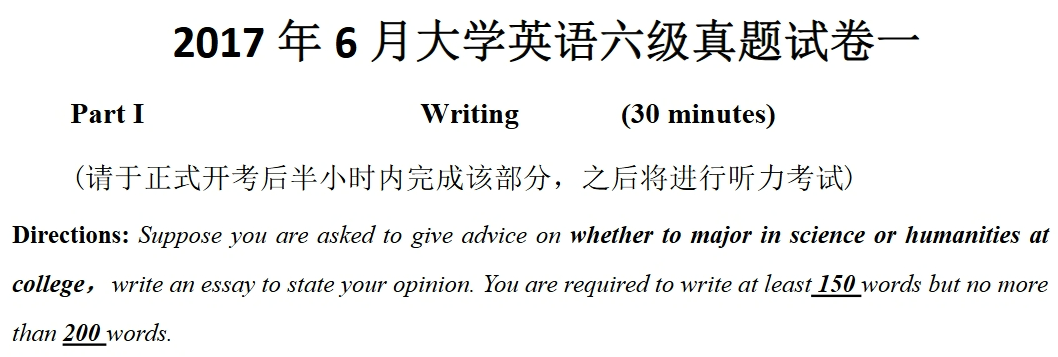 2017 年 6 月大学英语六级真题试卷一
Part I Writing (30 minutes)
(请于正式开考后半小时内完成该部分，之后将进行听力考试)
Directions: Suppose you are asked to give advice on whether to major in science or humanities at
college， write an essay to state your opinion. You are required to write at least 150 words but no more
than 200 words.